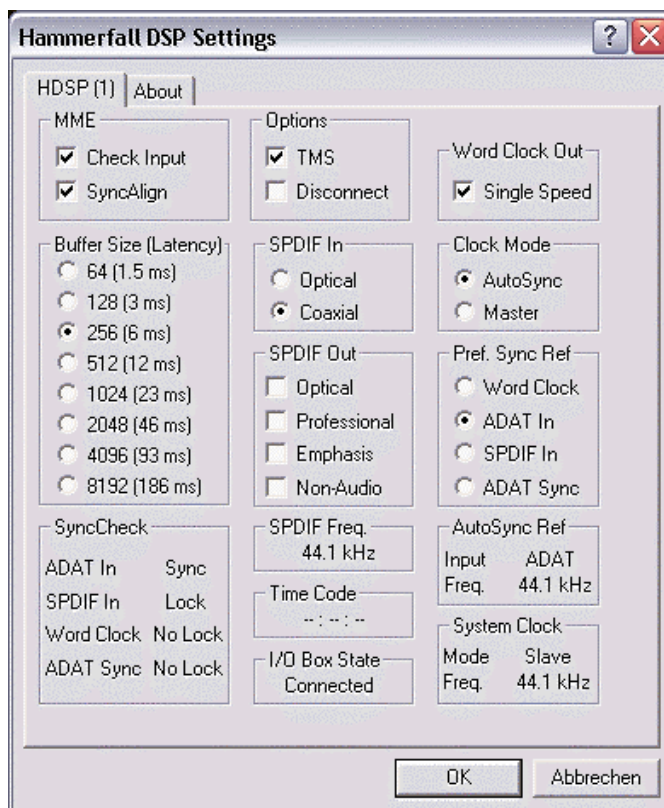 Hammerfall DSP Settings
HDSP (1)
About
MME
Check Input
SyncAlign
Options
TMS
Disconnect
Word Clock Out
Single Speed
Buffer Size (Latency)
64 (1.5 ms)
128 (3 ms)
256 (6 ms)
512 (12 ms)
1024 (23 ms)
2048 (46 ms)
4096 (93 ms)
8192 (186 ms)
SPDIF In
Optical
Coaxial
Clock Mode
AutoSync
Master
SPDIF Out
Optical
Professional
Emphasis
Non-Audio
Pref. Sync Ref
Word Clock
ADAT In
SPDIF In
ADAT Sync
SyncCheck
ADAT In Sync
SPDIF In Lock
Word Clock No Lock
ADAT Sync No Lock
SPDIF Freq.
44.1 kHz
Time Code
-- : -- : --
I/O Box State
Connected
AutoSync Ref
Input ADAT
Freq. 44.1 kHz
System Clock
Mode Slave
Freq. 44.1 kHz
OK
Abbrechen